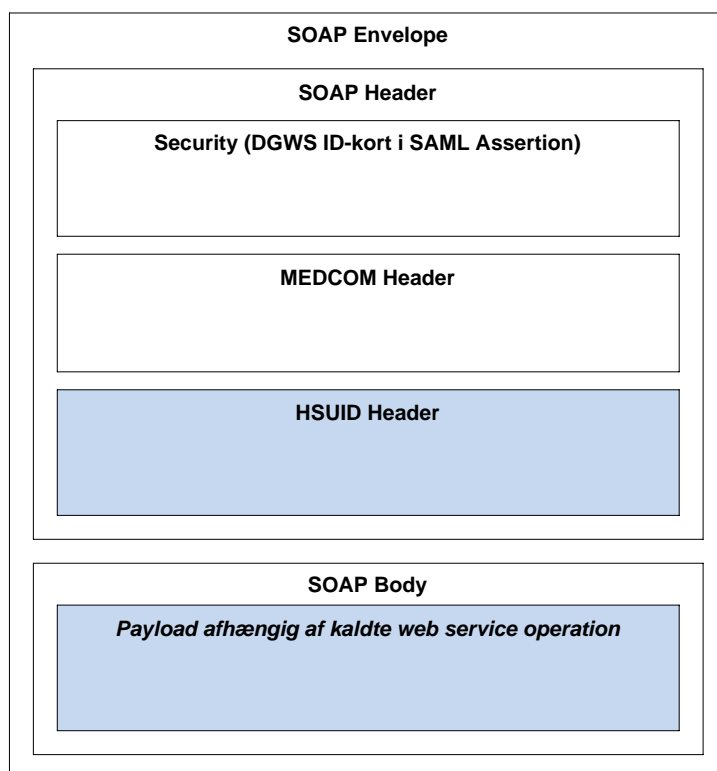 SOAP Envelope
SOAP Header
Security (DGWS ID-kort i SAML Assertion)
MEDCOM Header
HSUID Header
SOAP Body
Payload afhængig af kaldte web service operation